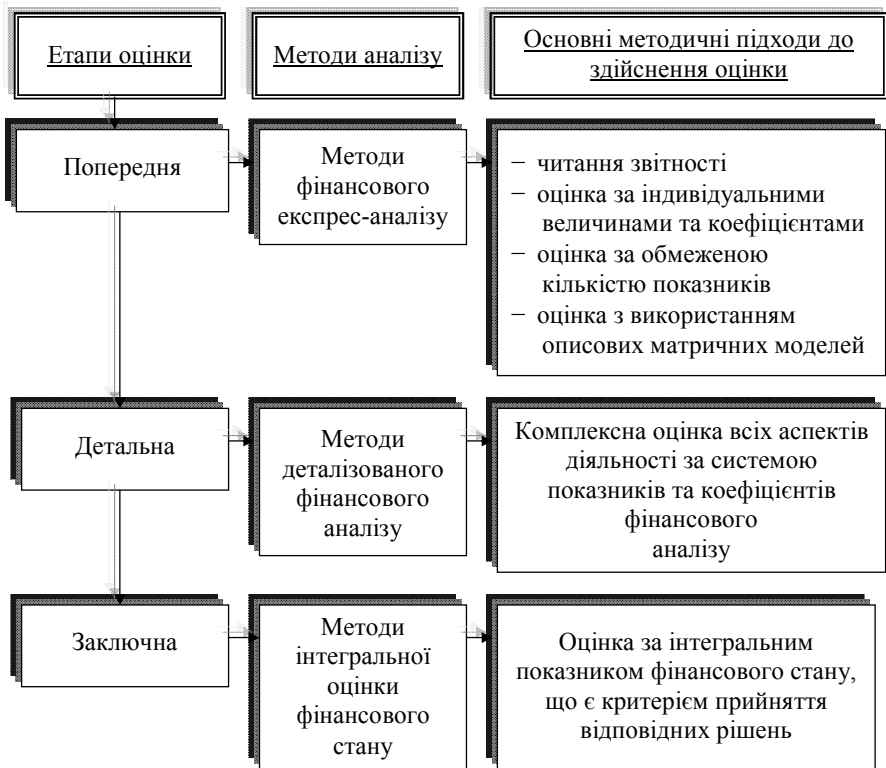 Етапи оцінки
Методи аналізу
Основні методичні підходи до
здійснення оцінки
Попередня
Методи
фінансового
експрес-аналізу
− читання звітності
− оцінка за індивідуальними
величинами та коефіцієнтами
− оцінка за обмеженою
кількістю показників
− оцінка з використанням
описових матричних моделей
Детальна
Методи
деталізованого
фінансового
аналізу
Комплексна оцінка всіх аспектів
діяльності за системою
показників та коефіцієнтів
фінансового
аналізу
Заключна
Методи
інтегральної
оцінки
фінансового
стану
Оцінка за інтегральним
показником фінансового стану,
що є критерієм прийняття
відповідних рішень